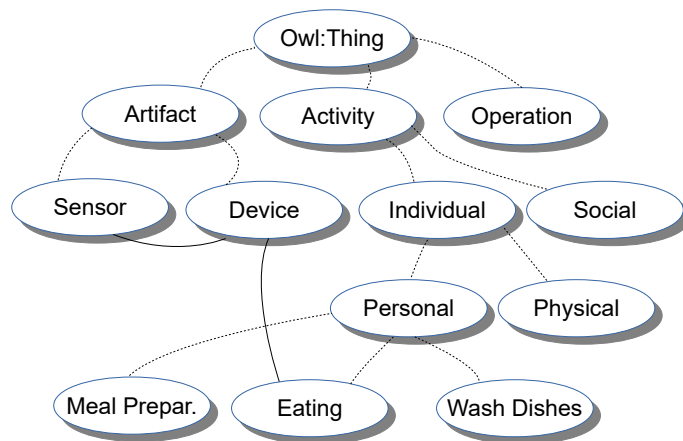 Owl:Thing
Artifact
Activity
Operation
Sensor
Device
Individual
Social
Personal
Physical
Meal Prepar.
Eating
Wash Dishes